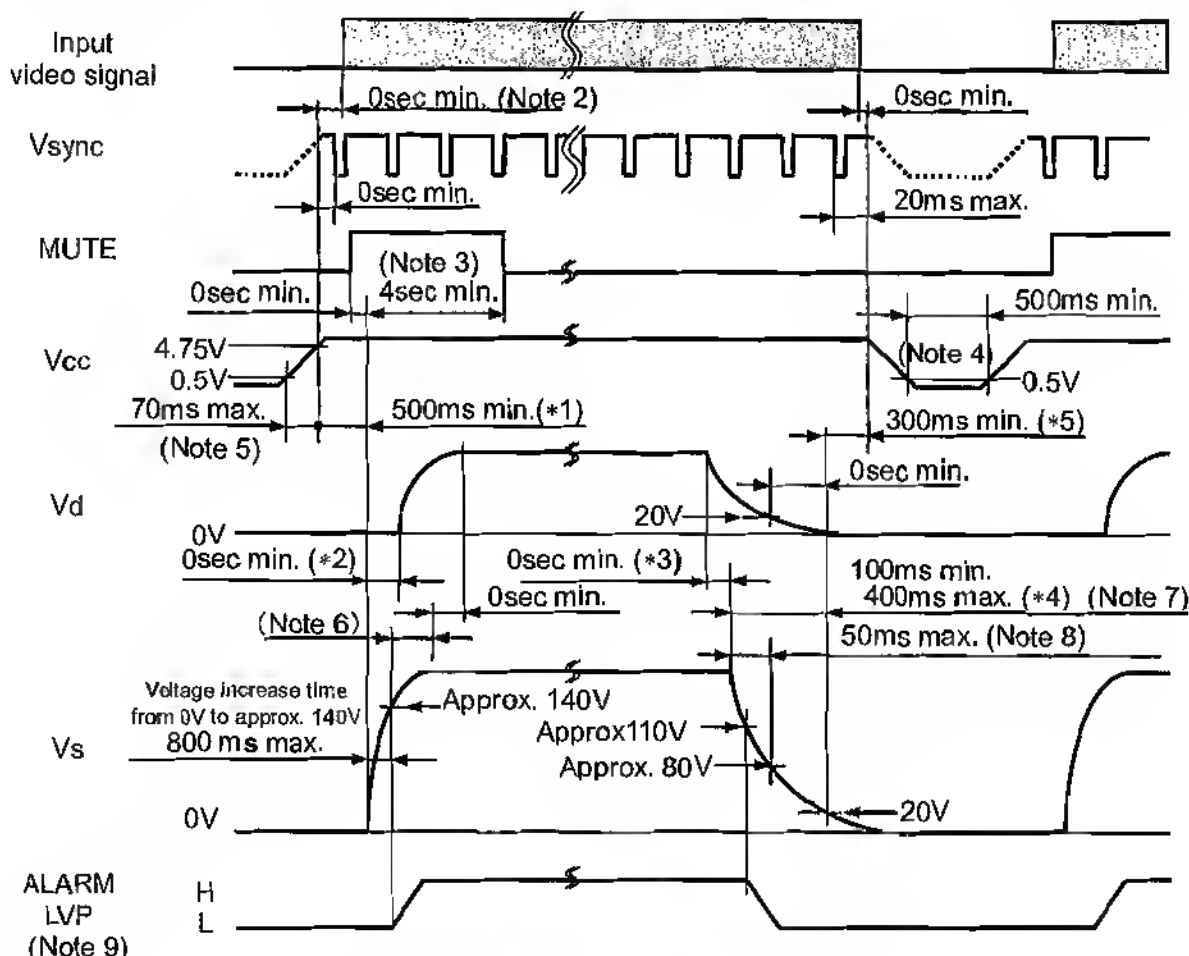 Input
video signal
0sec min. (Note 2)
0sec min.
Vsync
0sec min.
20ms max.
MUTE
(Note 3)
0sec min.
4sec min.
500ms min.
Vcc
4.75V
(Note 4)
0.5V
0.5V
70ms max.
500ms min.(*1)
300ms min. (*5)
(Note 5)
0sec min.
Vd
20V
0V
0sec min. (*2)
0sec min. (*3)
100ms min.
0sec min.
400ms max. (*4) (Note 7)
(Note 6)
50ms max. (Note 8)
Voltage increase time
from 0V to approx. 140V
Approx. 140V
800 ms max.
Approx110V
Vs
Approx. 80V
0V
20V
ALARM
LVP
(Note 9)
H
L